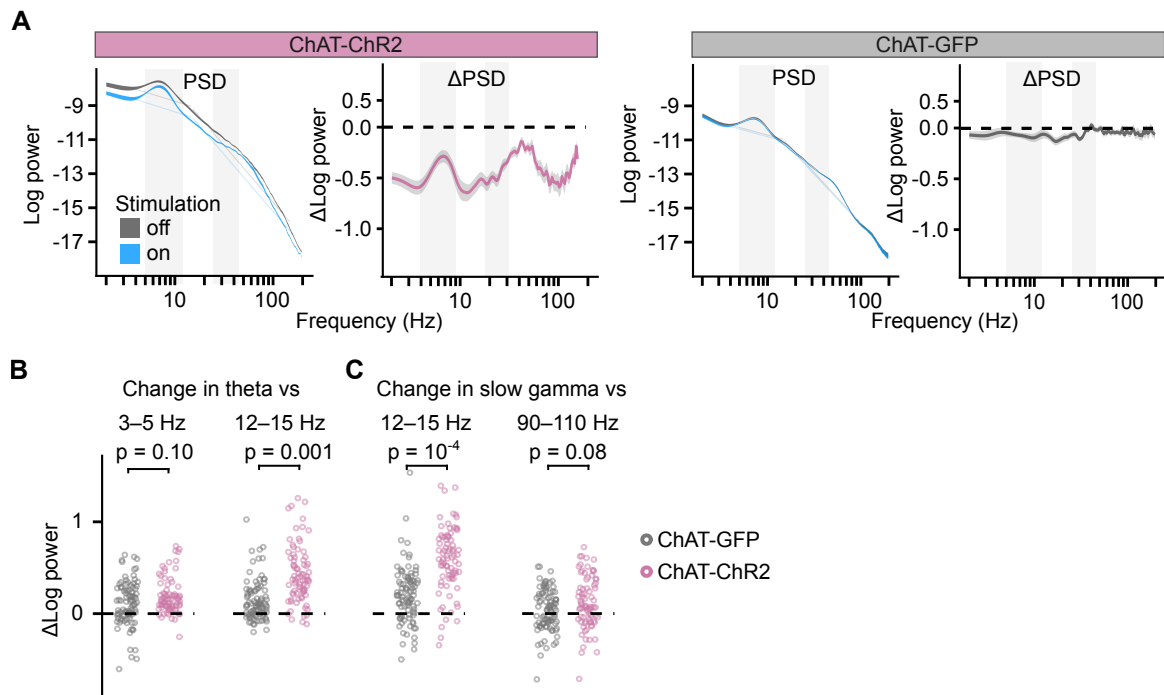 A
ChAT-ChR2
ChAT-GFP
PSD
ΔPSD
PSD
ΔPSD
Log power
-9
-11
-13
-15
-17
Stimulation
off
on
ΔLog power
0.5
0.0
-0.5
-1.0
Log power
-9
-11
-13
-15
-17
ΔLog power
0.5
0.0
-0.5
-1.0
10 100 10 100
10 100 10 100
Frequency (Hz)
Frequency (Hz)
B
Change in theta vs
3–5 Hz 12–15 Hz
p = 0.10 p = 0.001
C
Change in slow gamma vs
12–15 Hz 90–110 Hz
p = 10-4 p = 0.08
ΔLog power
1
0
ChAT-GFP
ChAT-ChR2